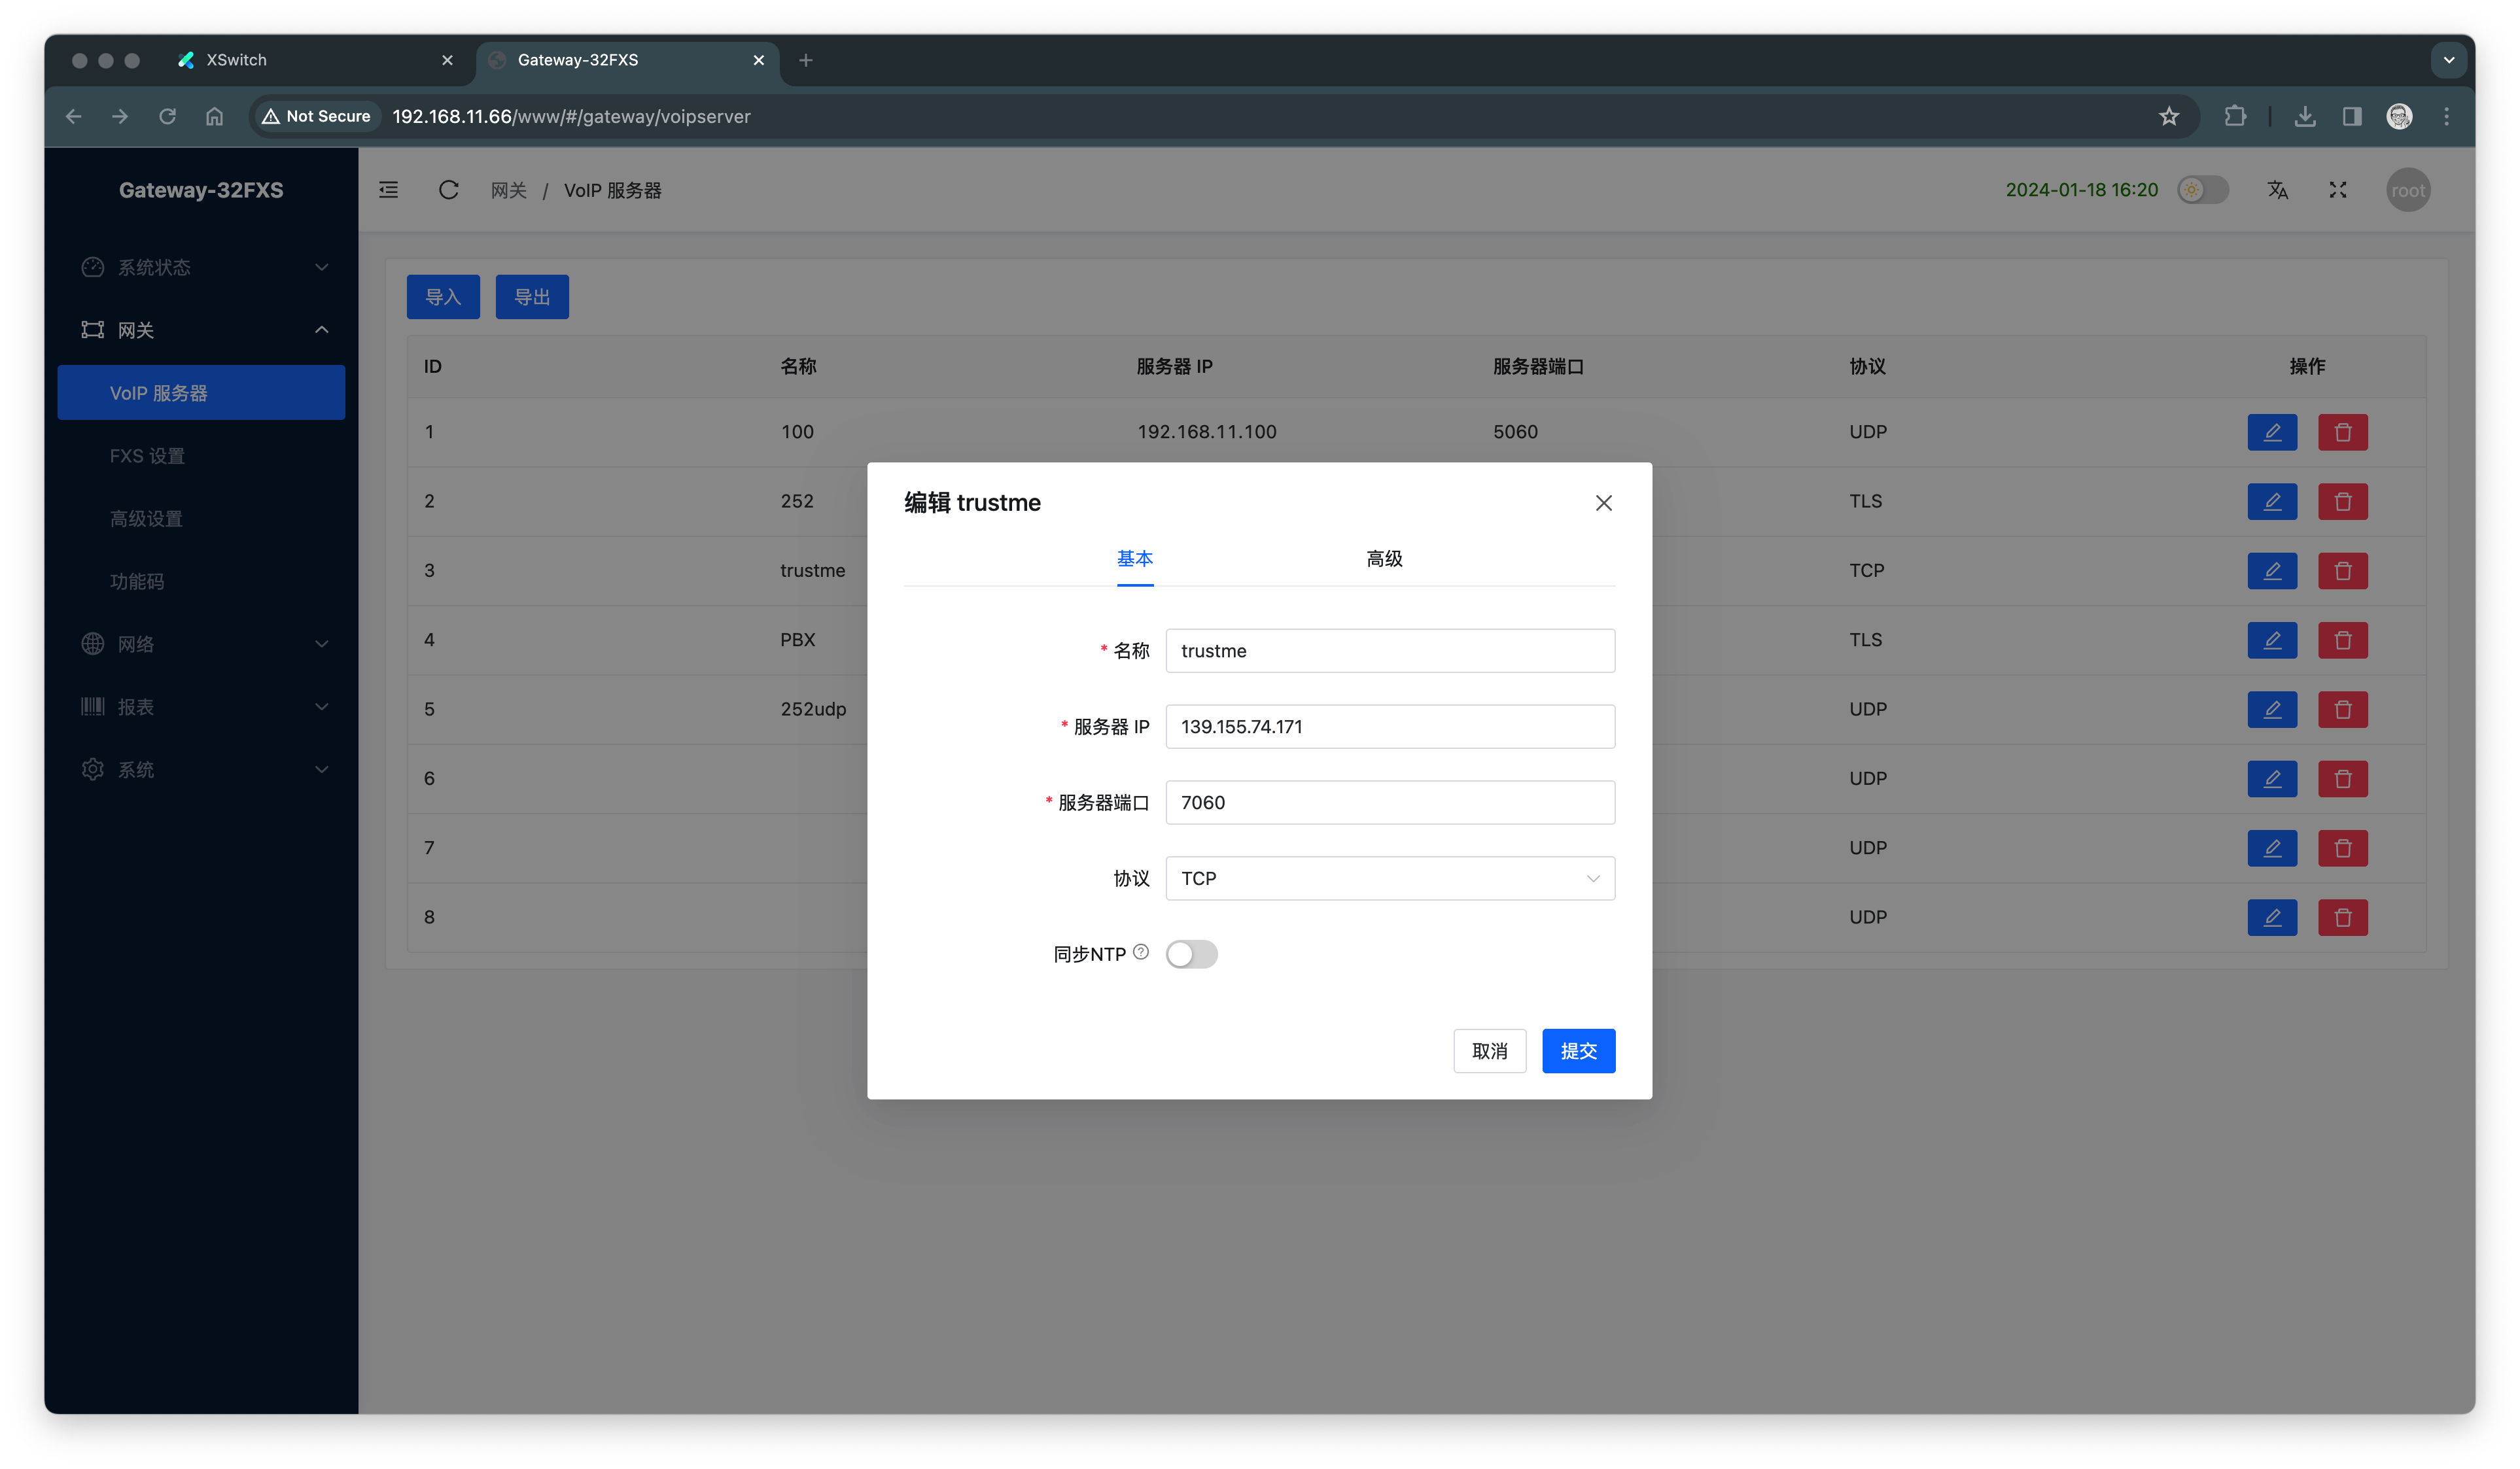 XSwitch
Gateway-32FXS
Not Secure 192.168.11.66/www/#/gateway/voipserver
Gateway-32FXS
系统状态
网关
VoIP 服务器
FXS 设置
高级设置
功能码
网络
报表
系统
网关 / VoIP 服务器
2024-01-18 16:20
root
导入 导出
ID 名称 服务器 IP 服务器端口 协议 操作
1 100 192.168.11.100 5060 UDP
2 252 TLS
3 trustme TCP
4 PBX TLS
5 252udp UDP
6 UDP
7 UDP
8 UDP
编辑 trustme
基本 高级
* 名称 trustme
* 服务器 IP 139.155.74.171
* 服务器端口 7060
协议 TCP
同步NTP
取消 提交